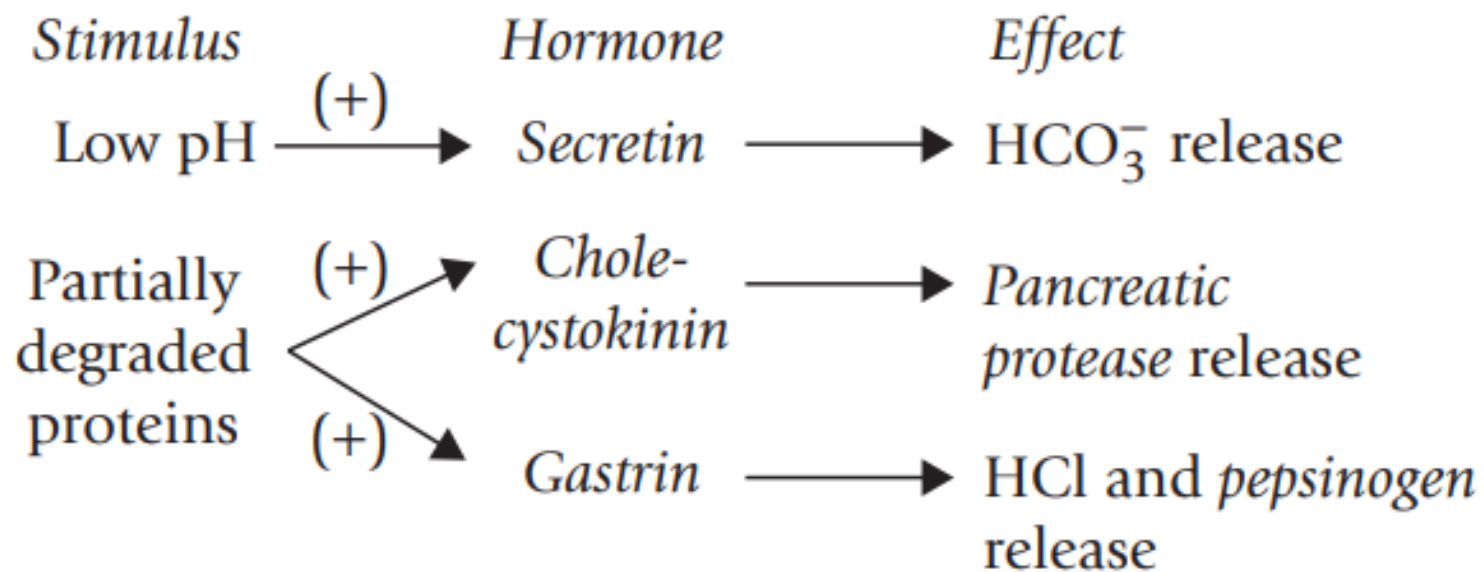 Stimulus Hormone Effect
(+)
Low pH Secretin HCO₃⁻ release
Partially
degraded
proteins
(+)
Chole-
cystokinin
Pancreatic
protease release
(+)
Gastrin
HCl and pepsinogen
release